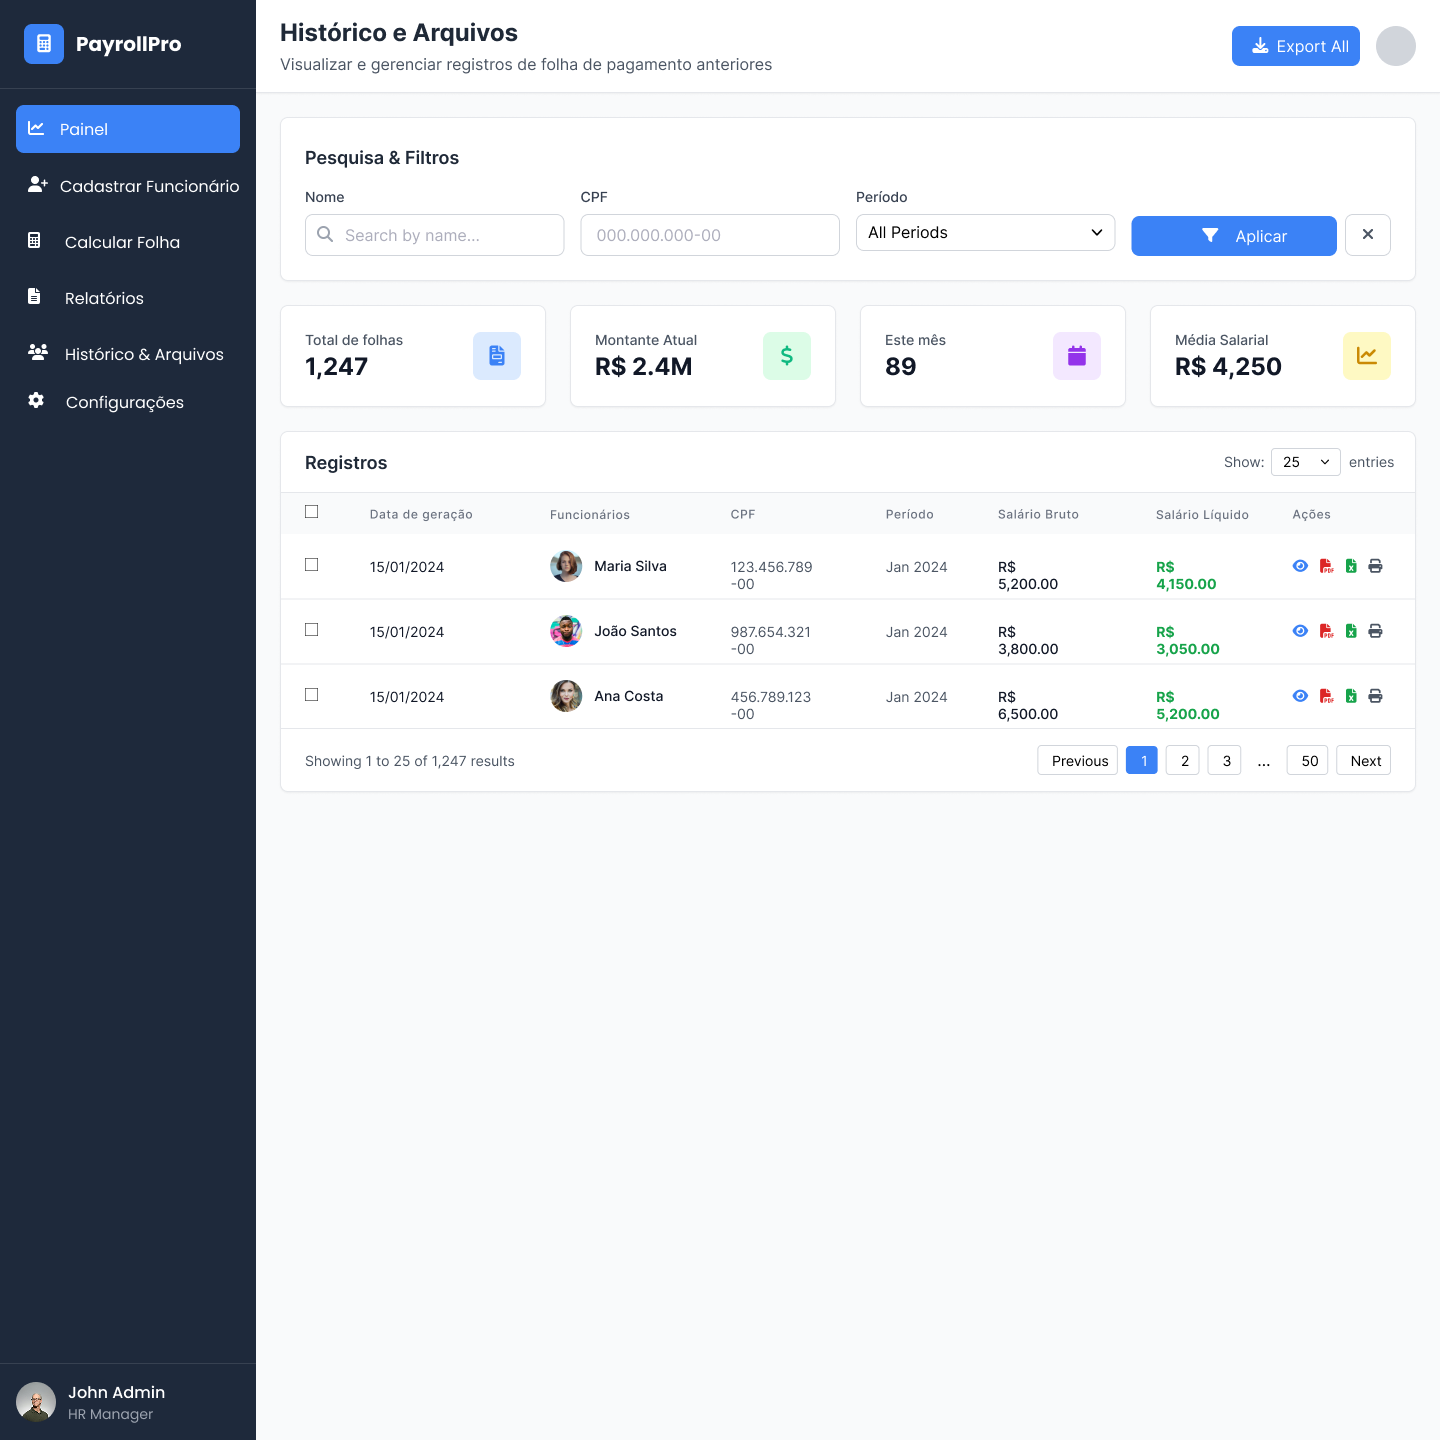 PayrollPro
Painel
Cadastrar Funcionário
Calcular Folha
Relatórios
Histórico & Arquivos
Configurações
John Admin
HR Manager
Histórico e Arquivos
Visualizar e gerenciar registros de folha de pagamento anteriores
Export All
Pesquisa & Filtros
Nome CPF Período
Search by name... 000.000.000-00 All Periods Aplicar
Total de folhas
1,247
Montante Atual
R$ 2.4M
Este mês
89
Média Salarial
R$ 4,250
Registros Show: 25 entries
Data de geração Funcionários CPF Período Salário Bruto Salário Líquido Ações
15/01/2024 Maria Silva 123.456.789 Jan 2024 R$ R$
-00 5,200.00 4,150.00
15/01/2024 João Santos 987.654.321 Jan 2024 R$ R$
-00 3,800.00 3,050.00
15/01/2024 Ana Costa 456.789.123 Jan 2024 R$ R$
-00 6,500.00 5,200.00
Showing 1 to 25 of 1,247 results Previous 1 2 3 ... 50 Next